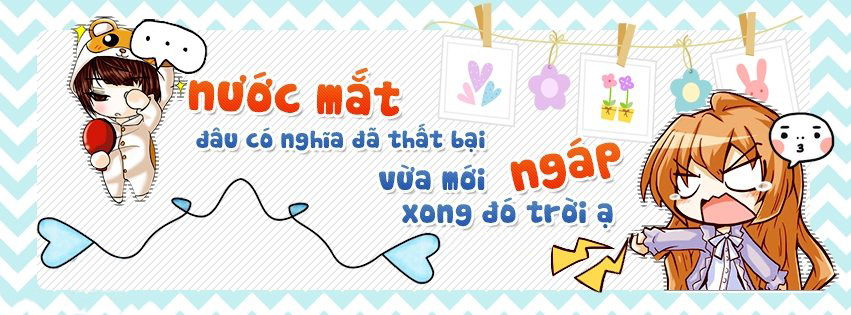 nước mắt
đâu có nghĩa đã thất bại
vừa mới ngáp
xong đó trời ạ